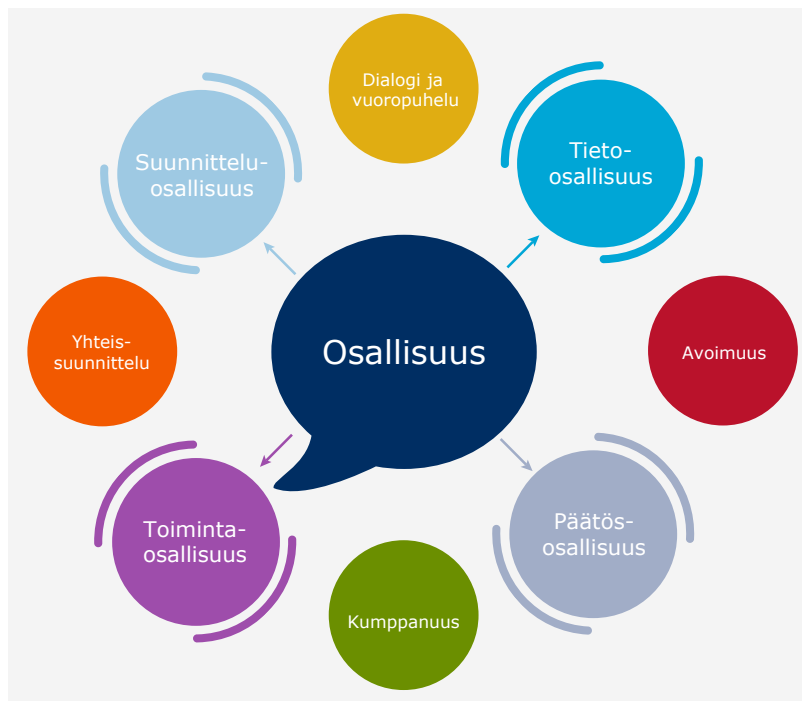 Dialogi ja
vuoropuhelu
Suunnittelu-
osallisuus
Tieto-
osallisuus
Yhteis-
suunnittelu
Osallisuus
Avoimuus
Toiminta-
osallisuus
Päätös-
osallisuus
Kumppanuus